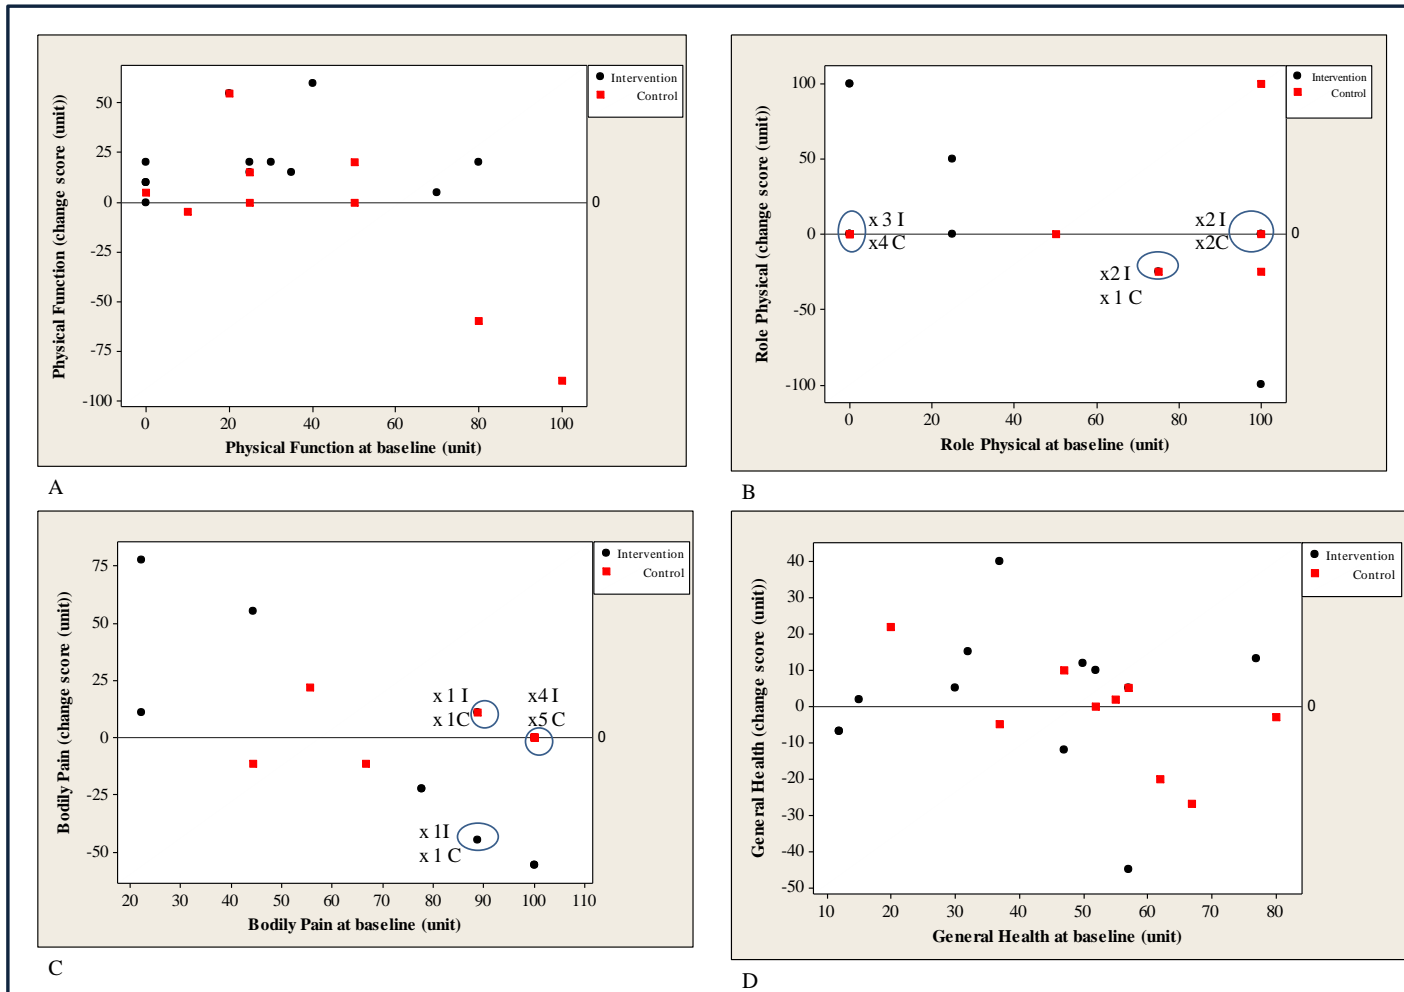 Physical Function (change score (unit))
50
25
0
-25
-50
-75
-100
0
Intervention
Control
0 20 40 60 80 100
Physical Function at baseline (unit)
A
Role Physical (change score (unit))
100
50
0
-50
-100
x 3 I
x4 C
x2 I
x2C
x2 I
x 1 C
0
Intervention
Control
0 20 40 60 80 100
Role Physical at baseline (unit)
B
Bodily Pain (change score (unit))
75
50
25
0
-25
-50
x 1 I
x 1C
x4 I
x5 C
x 1I
x 1 C
0
Intervention
Control
20 30 40 50 60 70 80 90 100 110
Bodily Pain at baseline (unit)
C
General Health (change score (unit))
40
30
20
10
0
-10
-20
-30
-40
-50
0
Intervention
Control
10 20 30 40 50 60 70 80
General Health at baseline (unit)
D